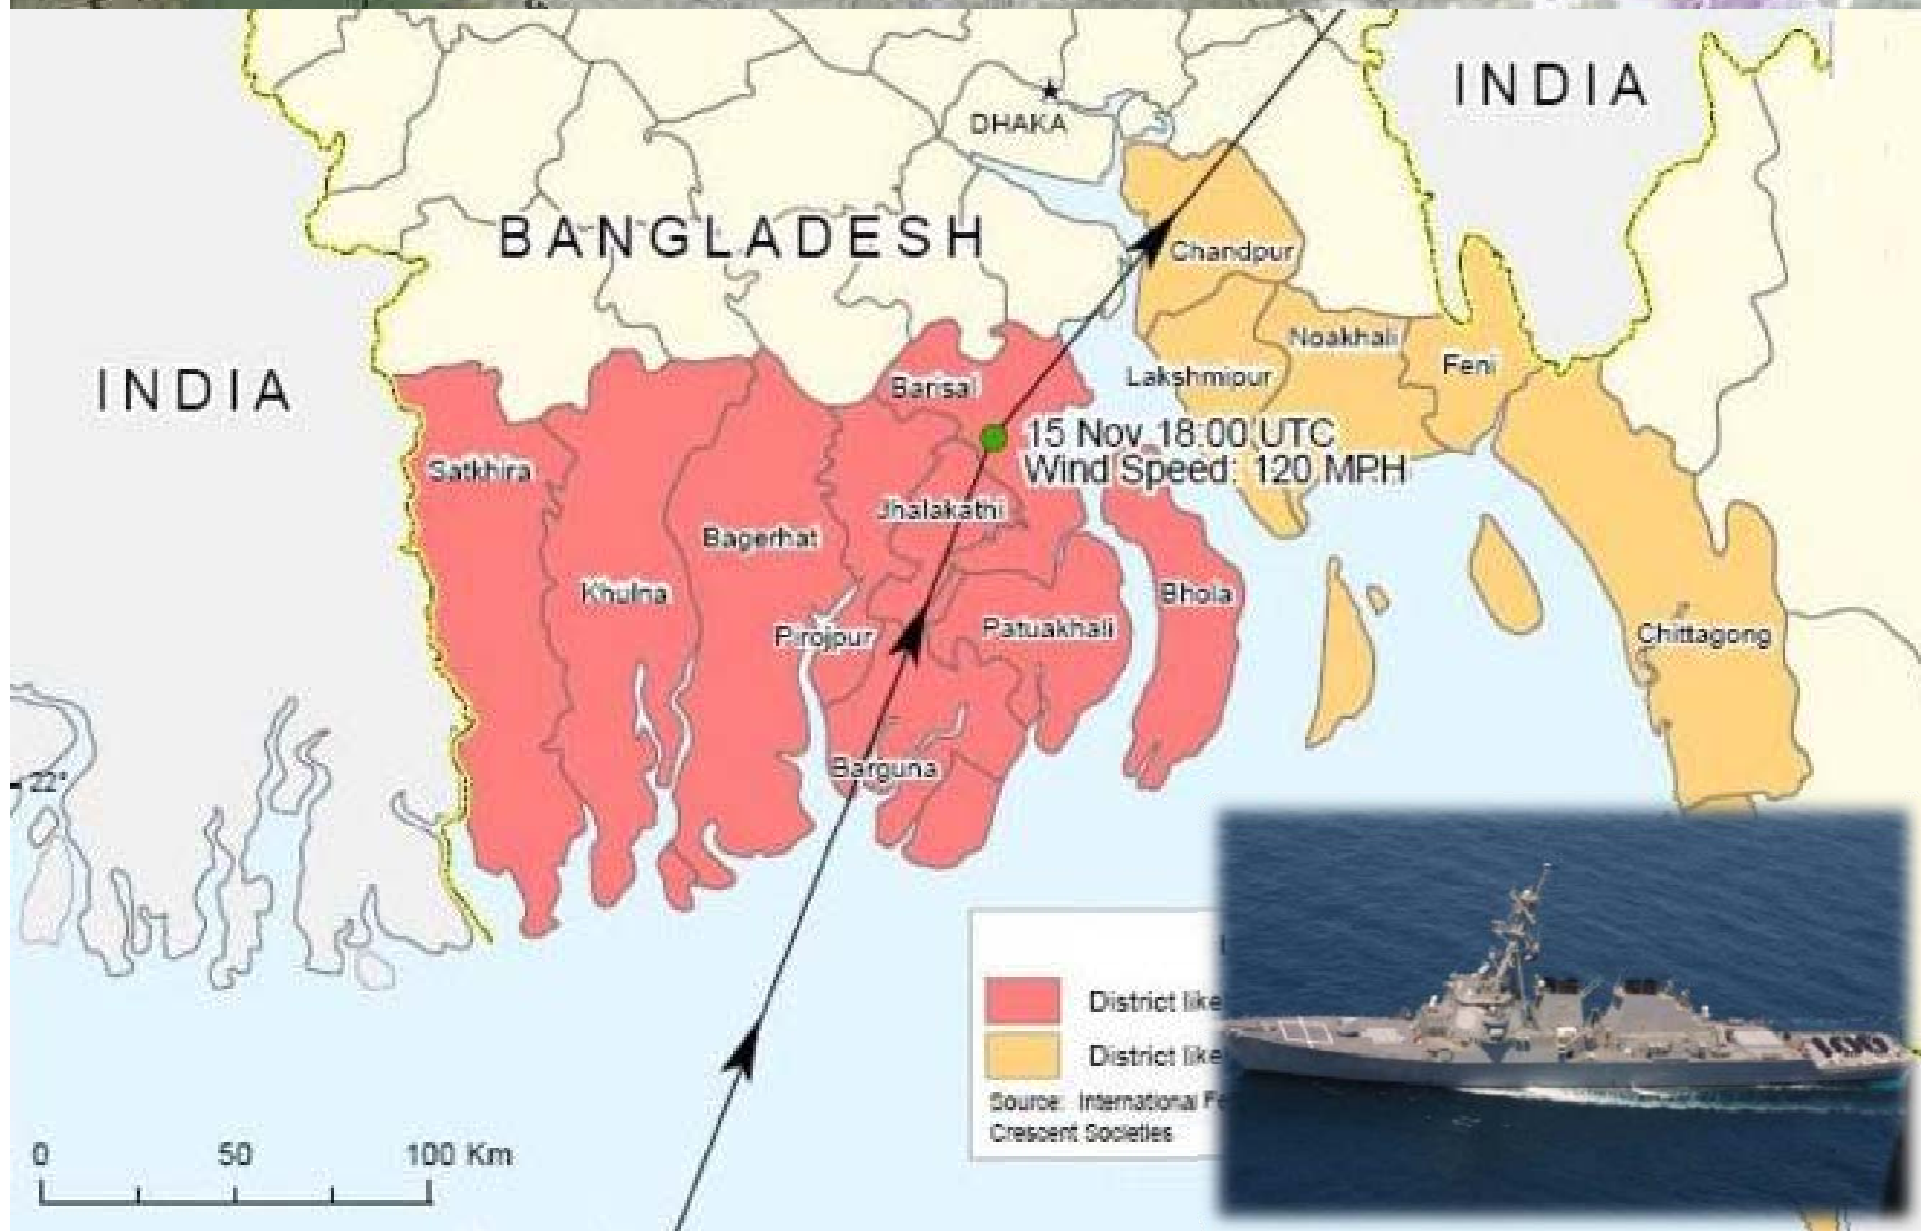 INDIA
DHAKA
BANGLADESH
Chandpur
Noakhali
INDIA
Feni
Lakshmipur
Barisal
15 Nov 18:00 UTC
Wind Speed: 120 MPH
Satkhira
Jhalakathi
Bagerhat
Khulna
Bhola
Pirojpur
Patuakhali
Chittagong
Barguna
22°
District like
District like
Source: International Fe
Crescent Societies
0 50 100 Km